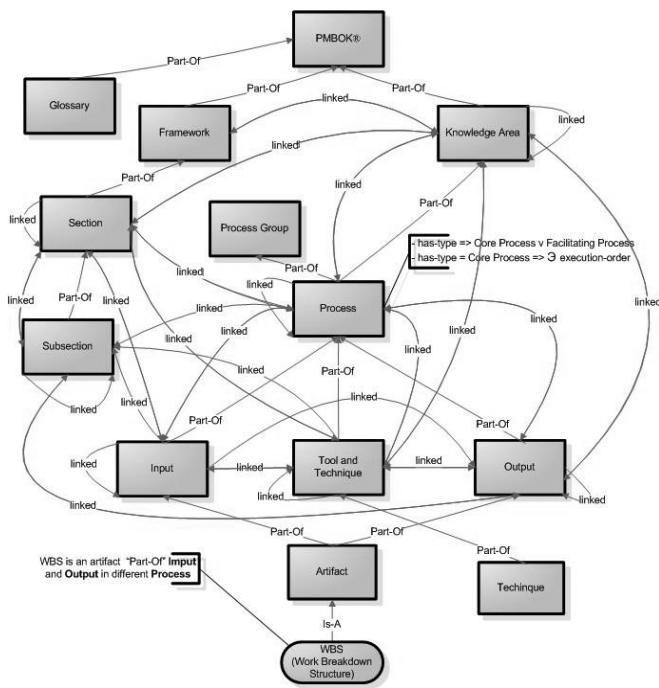 PMBOK®
Part-Of
Glossary
Part-Of
Part-Of
linked
linked
Framework
Knowledge Area
linked
Part-Of
linked
Part-Of
linked
Section
Process Group
- has-type => Core Process v Facilitating Process
- has-type = Core Process => ∋ execution-order
linked
Part-Of
linked
linked
Part-Of
linked
Process
linked
Subsection
linked
linked
linked
linked
linked
Part-Of
linked
linked
Part-Of
linked
Part-Of
linked
Input
linked
Tool and
Technique
linked
Output
linked
linked
linked
Part-Of
Part-Of
Part-Of
WBS is an artifact "Part-Of" Input
and Output in different Process
Artifact
Techinque
Is-A
WBS
(Work Breakdown
Structure)